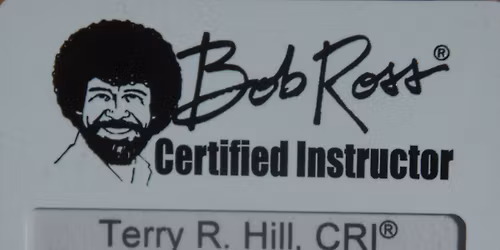 Bob Ross®
Certified Instructor
Terry R. Hill, CRI®